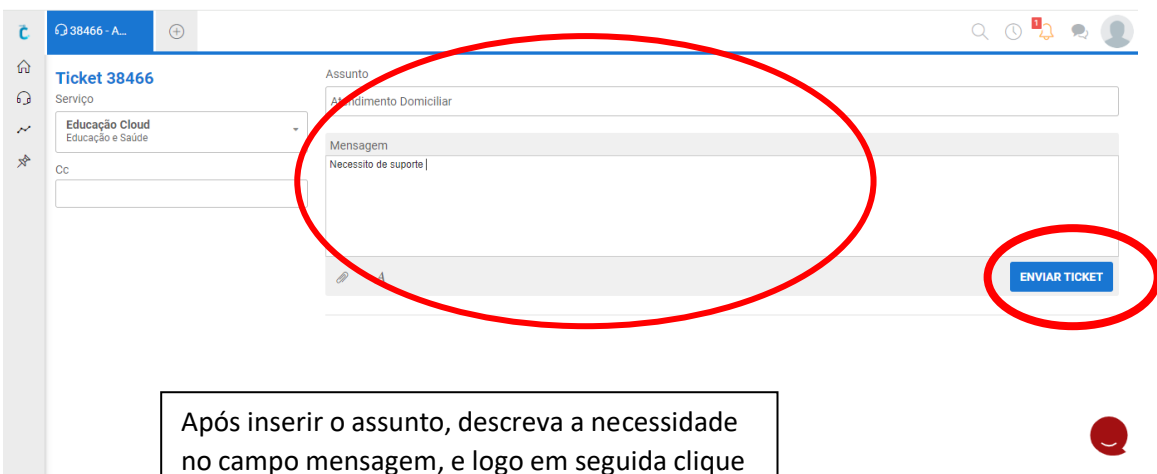 38466 - A...
1
Ticket 38466
Serviço
Educação Cloud
Educação e Saúde
Cc
Assunto
Atendimento Domiciliar
Mensagem
Necessito de suporte
A
ENVIAR TICKET
Após inserir o assunto, descreva a necessidade
no campo mensagem, e logo em seguida clique